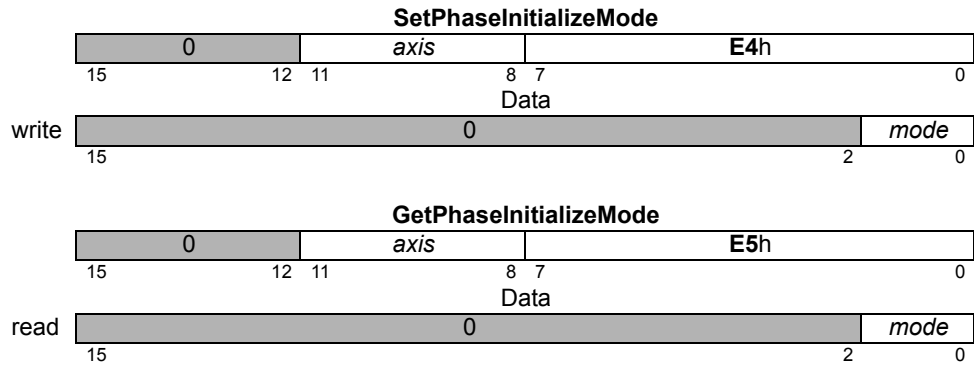 SetPhaseInitializeMode
0 axis E4h
15 12 11 8 7 0
Data
write 0 mode
15 2 0
GetPhaseInitializeMode
0 axis E5h
15 12 11 8 7 0
Data
read 0 mode
15 2 0